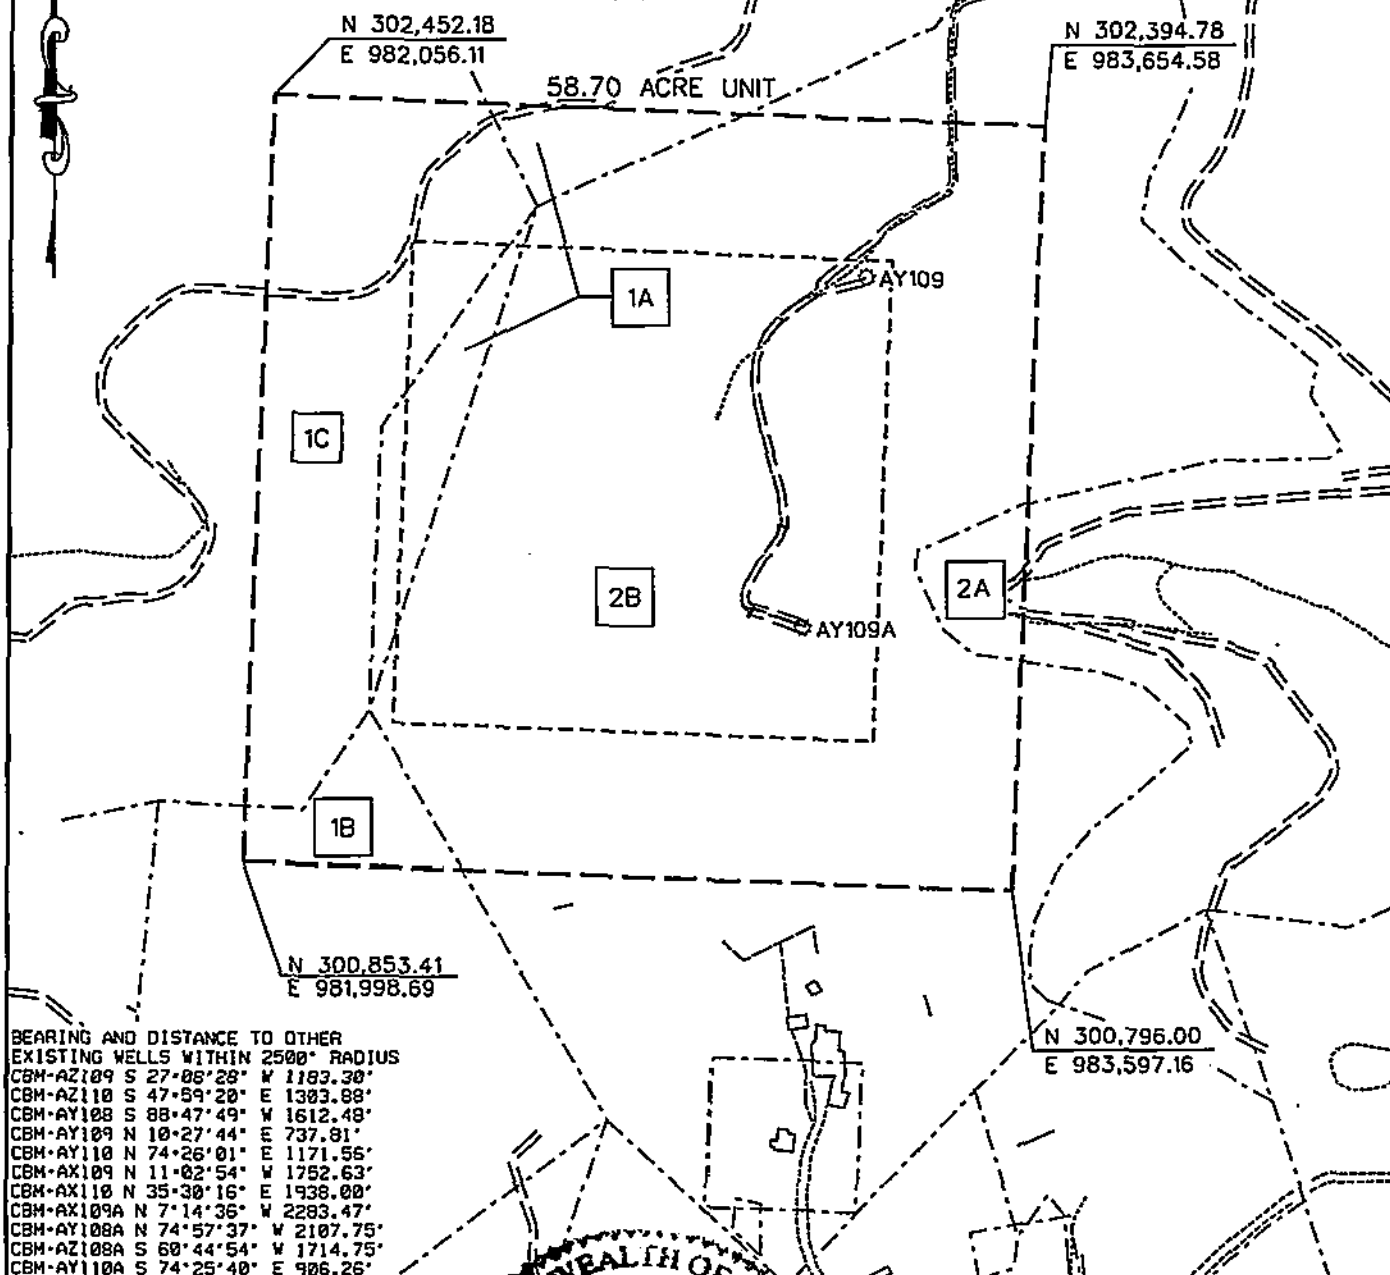 N 302,452.18
E 982,056.11
N 302,394.78
E 983,654.58
58.70 ACRE UNIT
1A
AY109
1C
2B
2A
AY109A
1B
N 300,853.41
E 981,998.69
N 300,796.00
E 983,597.16
BEARING AND DISTANCE TO OTHER
EXISTING WELLS WITHIN 2500' RADIUS
CBM-AZ109 S 27°08'28" W 1183.30'
CBM-AZ110 S 47°59'20" E 1303.88'
CBM-AY108 S 88°47'49" W 1612.48'
CBM-AY109 N 10°27'44" E 737.81'
CBM-AY110 N 74°26'01" E 1171.56'
CBM-AX109 N 11°02'54" W 1752.63'
CBM-AX110 N 35°30'16" E 1938.00'
CBM-AX109A N 7°14'36" W 2283.47'
CBM-AY108A N 74°57'37" W 2107.75'
CBM-AZ108A S 60°44'54" W 1714.75'
CBM-AY110A S 74°25'40" E 906.26'
WEALTH OF